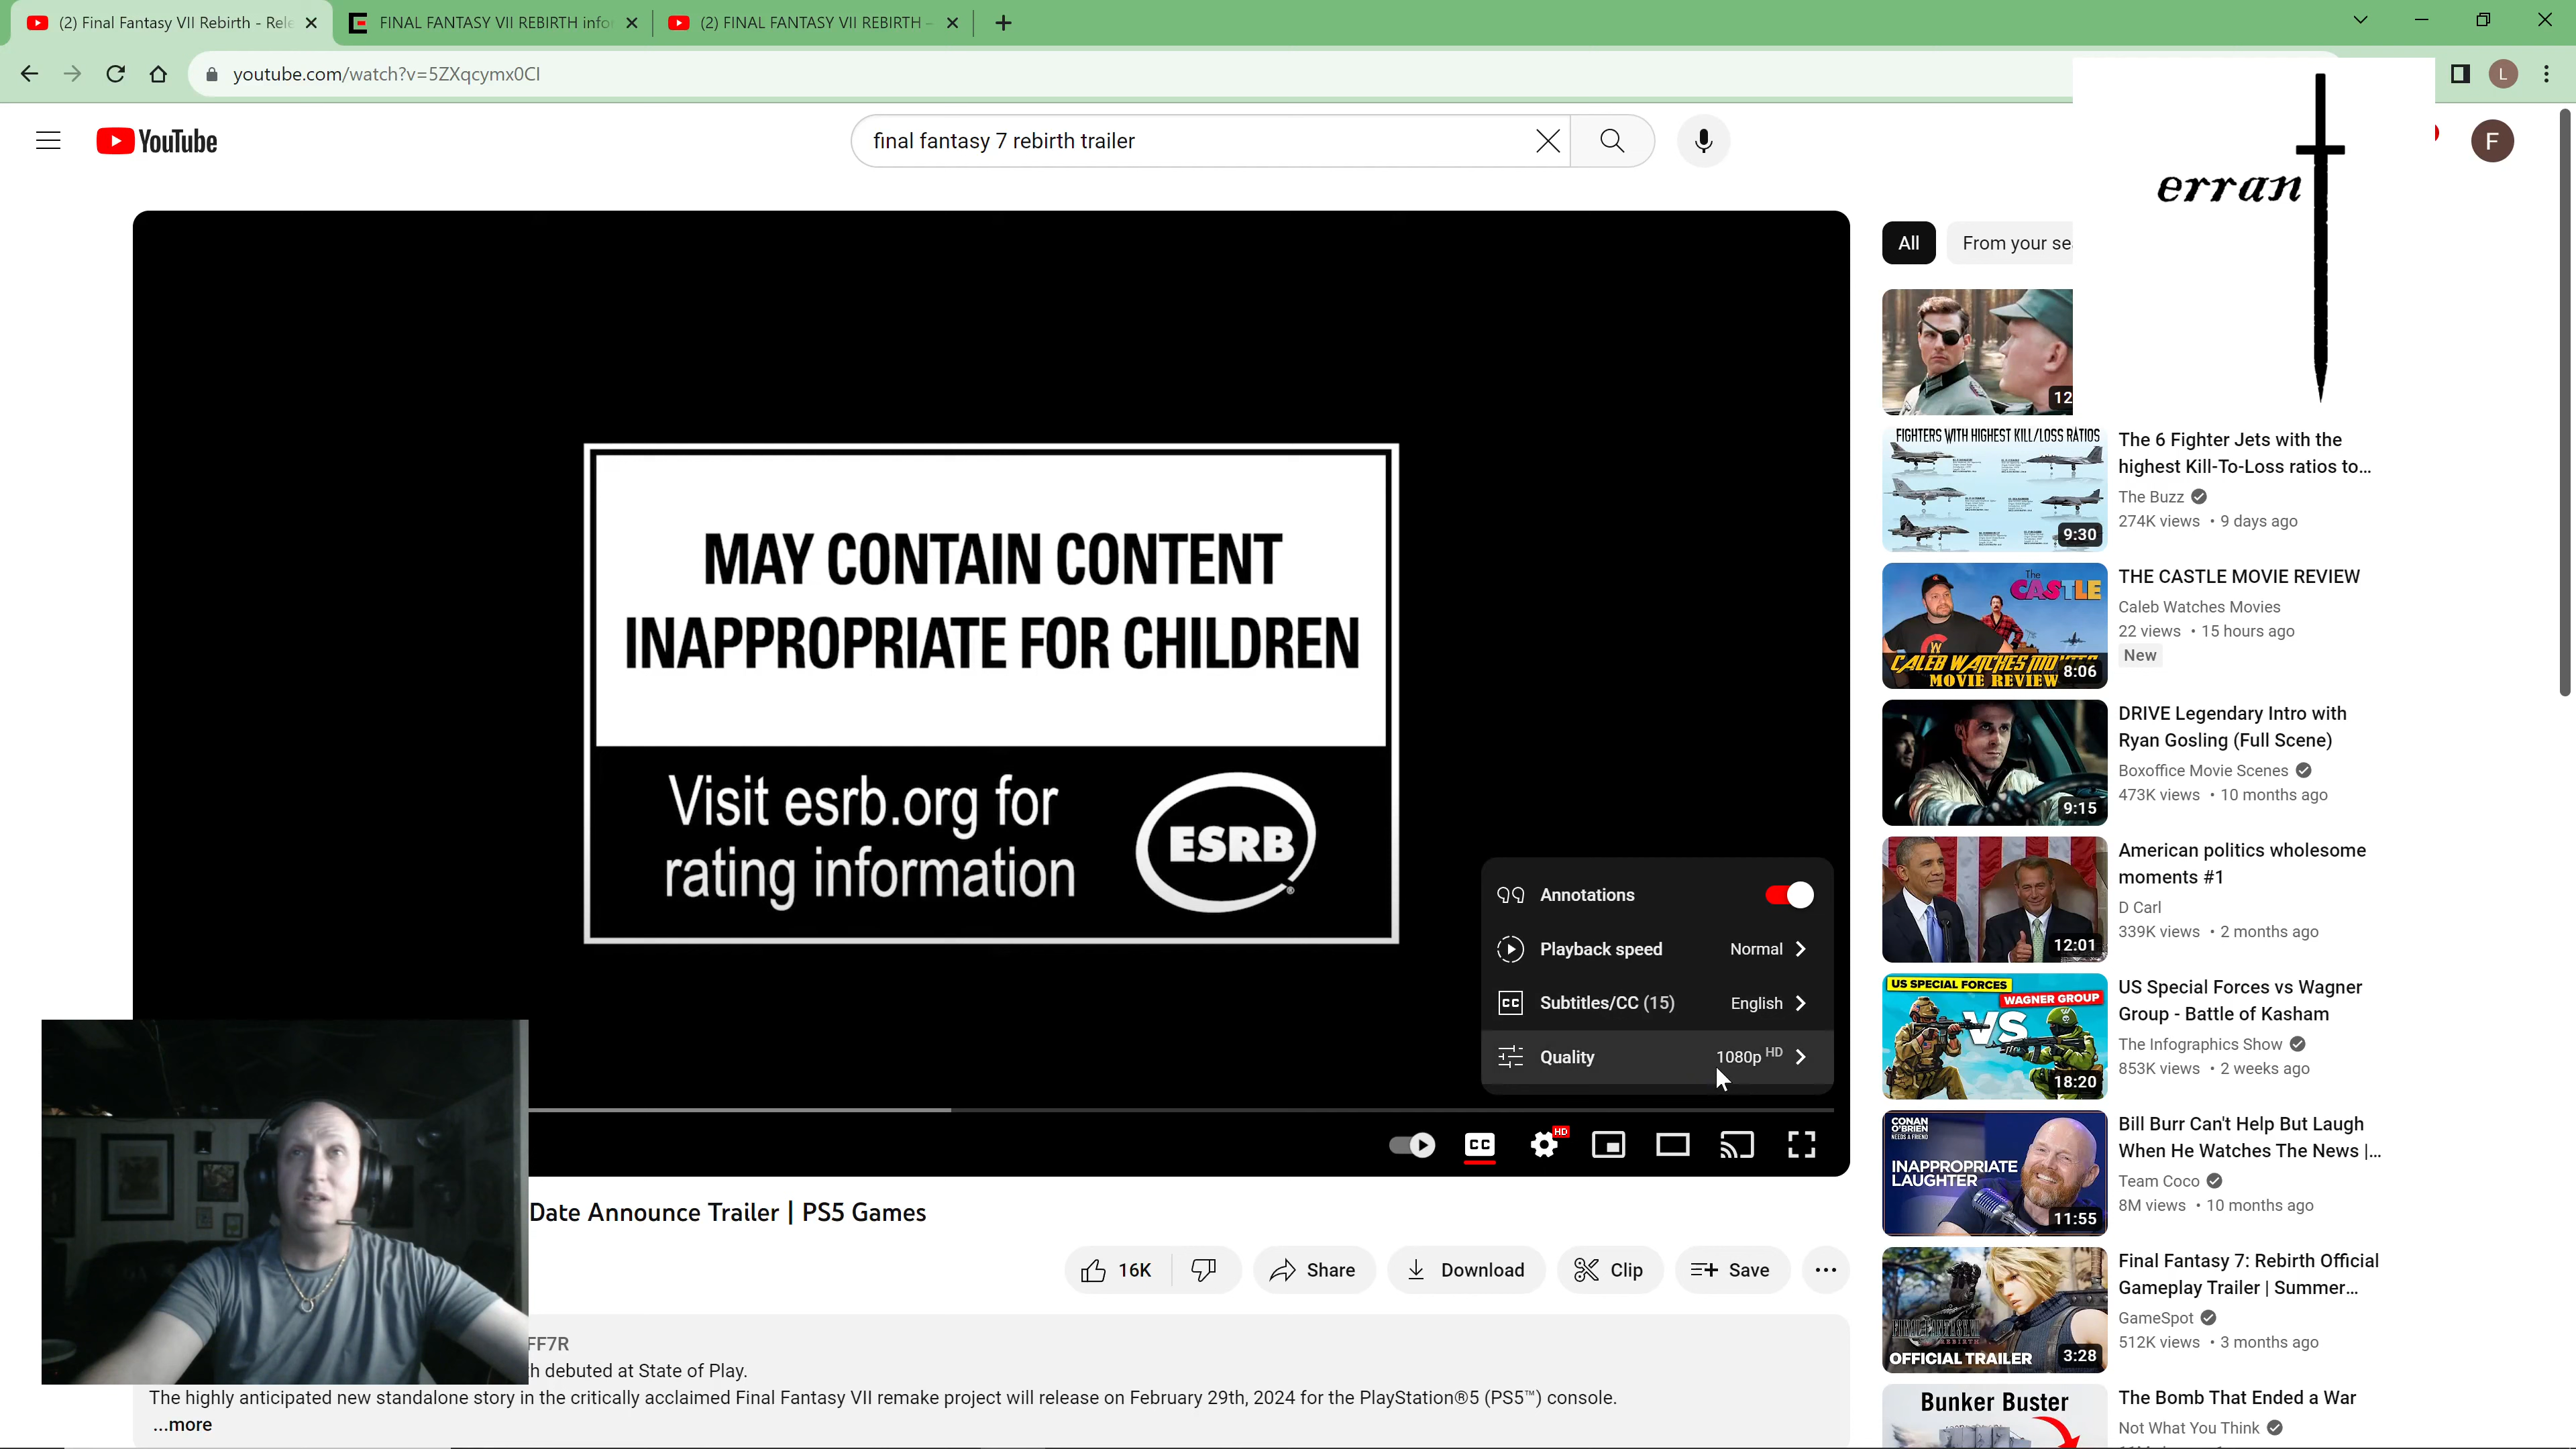 (2) Final Fantasy VII Rebirth - Rele
FINAL FANTASY VII REBIRTH info
(2) FINAL FANTASY VII REBIRTH -
youtube.com/watch?v=5ZXqcymx0CI
L
YouTube
final fantasy 7 rebirth trailer
F
erran
All
From your sea
MAY CONTAIN CONTENT
INAPPROPRIATE FOR CHILDREN
Visit esrb.org for
rating information
ESRB
Annotations
Playback speed Normal
Subtitles/CC (15) English
Quality 1080p HD
CC
HD
Date Announce Trailer | PS5 Games
16K
Share
Download
Clip
Save
FF7R
h debuted at State of Play.
The highly anticipated new standalone story in the critically acclaimed Final Fantasy VII remake project will release on February 29th, 2024 for the PlayStation®5 (PS5™) console.
...more
12
FIGHTERS WITH HIGHEST KILL/LOSS RATIOS
9:30
The 6 Fighter Jets with the
highest Kill-To-Loss ratios to...
The Buzz
274K views • 9 days ago
The CASTLE
CALEB WATCHES MOVIES
MOVIE REVIEW
8:06
THE CASTLE MOVIE REVIEW
Caleb Watches Movies
22 views • 15 hours ago
New
9:15
DRIVE Legendary Intro with
Ryan Gosling (Full Scene)
Boxoffice Movie Scenes
473K views • 10 months ago
12:01
American politics wholesome
moments #1
D Carl
339K views • 2 months ago
US SPECIAL FORCES
WAGNER GROUP
VS
18:20
US Special Forces vs Wagner
Group - Battle of Kasham
The Infographics Show
853K views • 2 weeks ago
CONAN
O'BRIEN
NEEDS A FRIEND
INAPPROPRIATE
LAUGHTER
11:55
Bill Burr Can't Help But Laugh
When He Watches The News |...
Team Coco
8M views • 10 months ago
FINAL FANTASY VII
REBIRTH
OFFICIAL TRAILER
3:28
Final Fantasy 7: Rebirth Official
Gameplay Trailer | Summer...
GameSpot
512K views • 3 months ago
Bunker Buster
The Bomb That Ended a War
Not What You Think